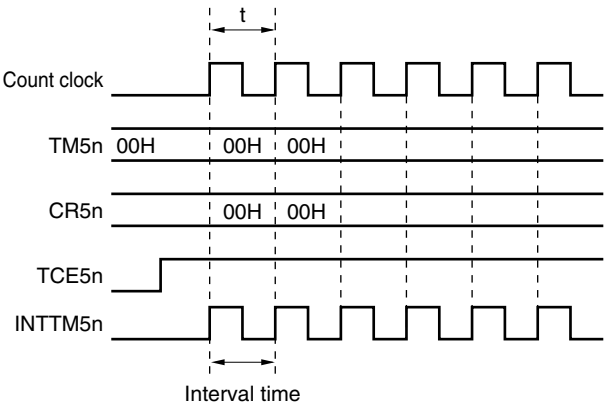 t
Count clock
TM5n 00H 00H 00H
CR5n 00H 00H
TCE5n
INTTM5n
Interval time